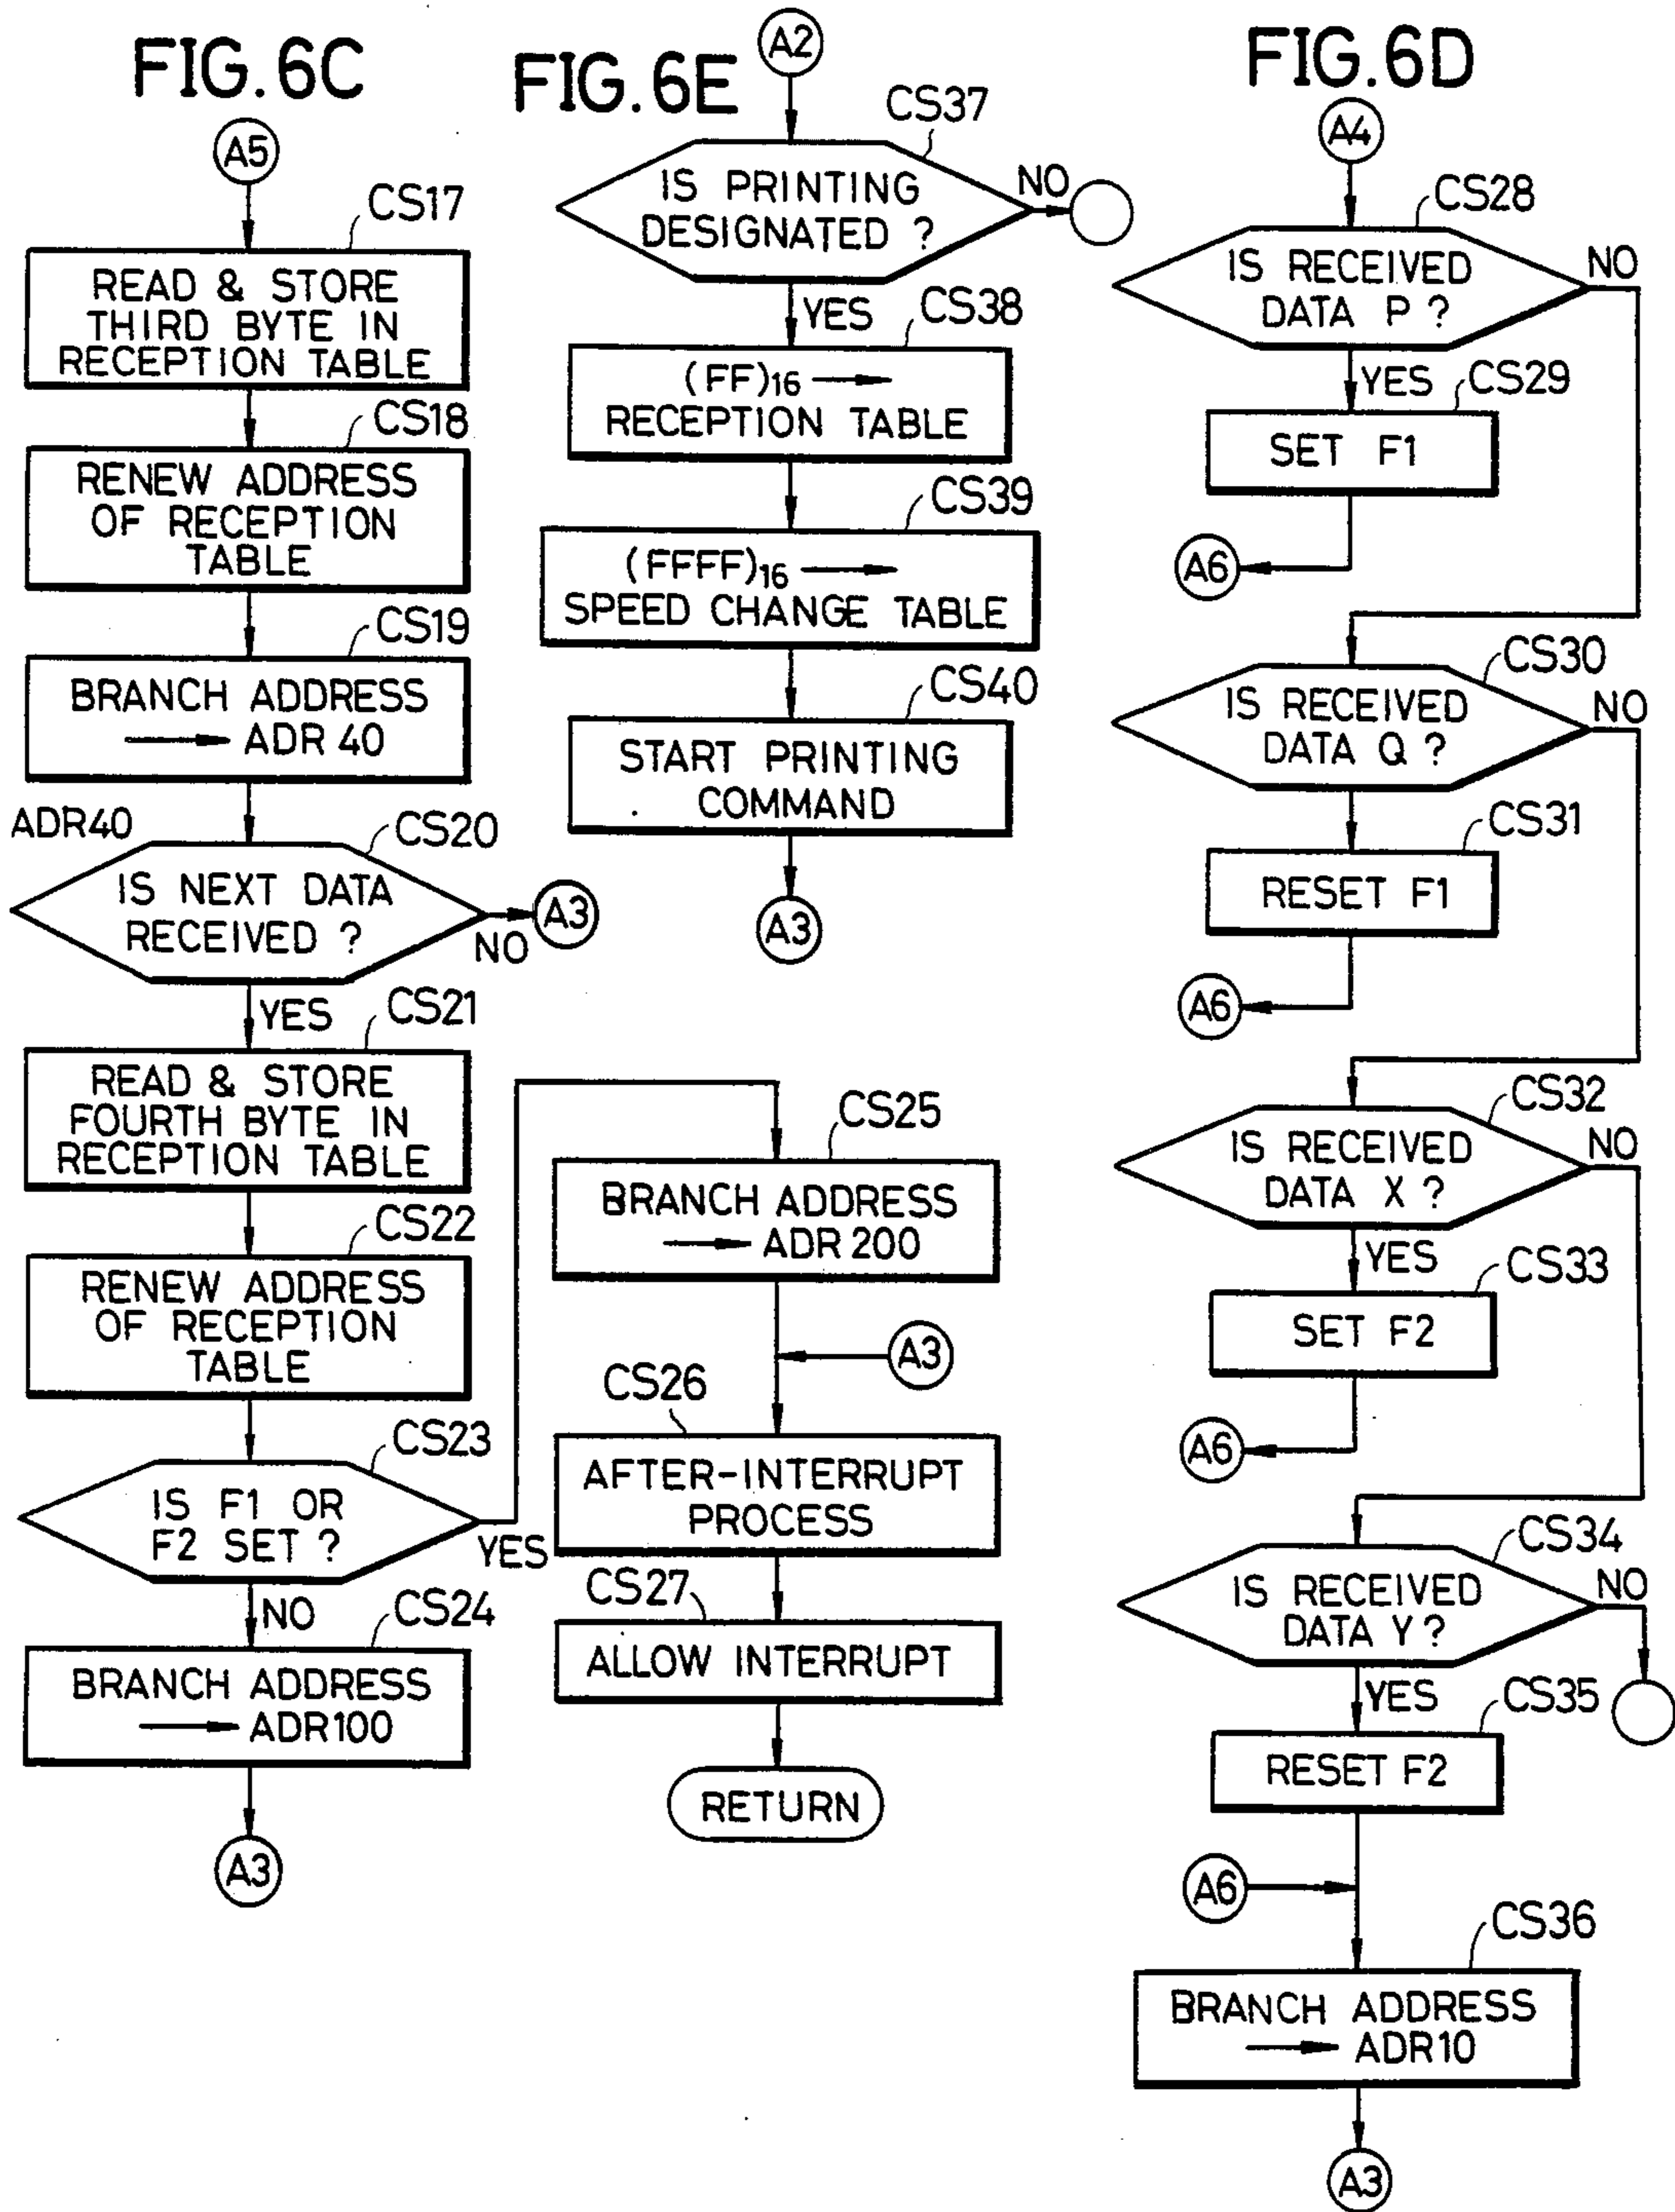 FIG. 6C
A5
CS17
READ & STORE
THIRD BYTE IN
RECEPTION TABLE
CS18
RENEW ADDRESS
OF RECEPTION
TABLE
CS19
BRANCH ADDRESS
→ ADR 40
ADR40
CS20
IS NEXT DATA
RECEIVED ?
NO
A3
YES
CS21
READ & STORE
FOURTH BYTE IN
RECEPTION TABLE
CS22
RENEW ADDRESS
OF RECEPTION
TABLE
CS23
IS F1 OR
F2 SET ?
YES
NO
CS24
BRANCH ADDRESS
→ ADR100
A3
CS25
BRANCH ADDRESS
→ ADR 200
A3
CS26
AFTER-INTERRUPT
PROCESS
CS27
ALLOW INTERRUPT
RETURN
FIG. 6E
A2
CS37
IS PRINTING
DESIGNATED ?
NO
YES
CS38
(FF)16 →
RECEPTION TABLE
CS39
(FFFF)16 →
SPEED CHANGE TABLE
CS40
START PRINTING
COMMAND
A3
FIG. 6D
A4
CS28
IS RECEIVED
DATA P ?
NO
YES
CS29
SET F1
A6
CS30
IS RECEIVED
DATA Q ?
NO
YES
CS31
RESET F1
A6
CS32
IS RECEIVED
DATA X ?
NO
YES
CS33
SET F2
A6
CS34
IS RECEIVED
DATA Y ?
NO
YES
CS35
RESET F2
A6
CS36
BRANCH ADDRESS
→ ADR10
A3